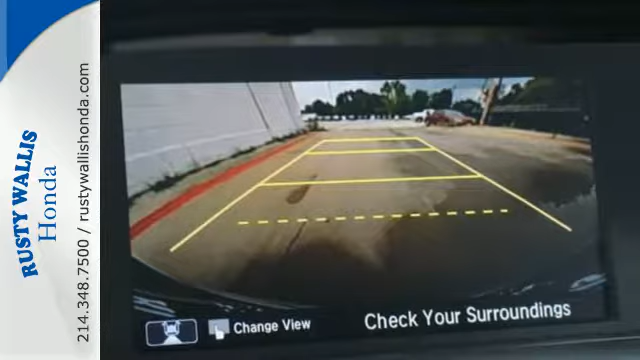 RUSTY WALLIS
Honda
214.348.7500 / rustywallishonda.com
Change View
Check Your Surroundings